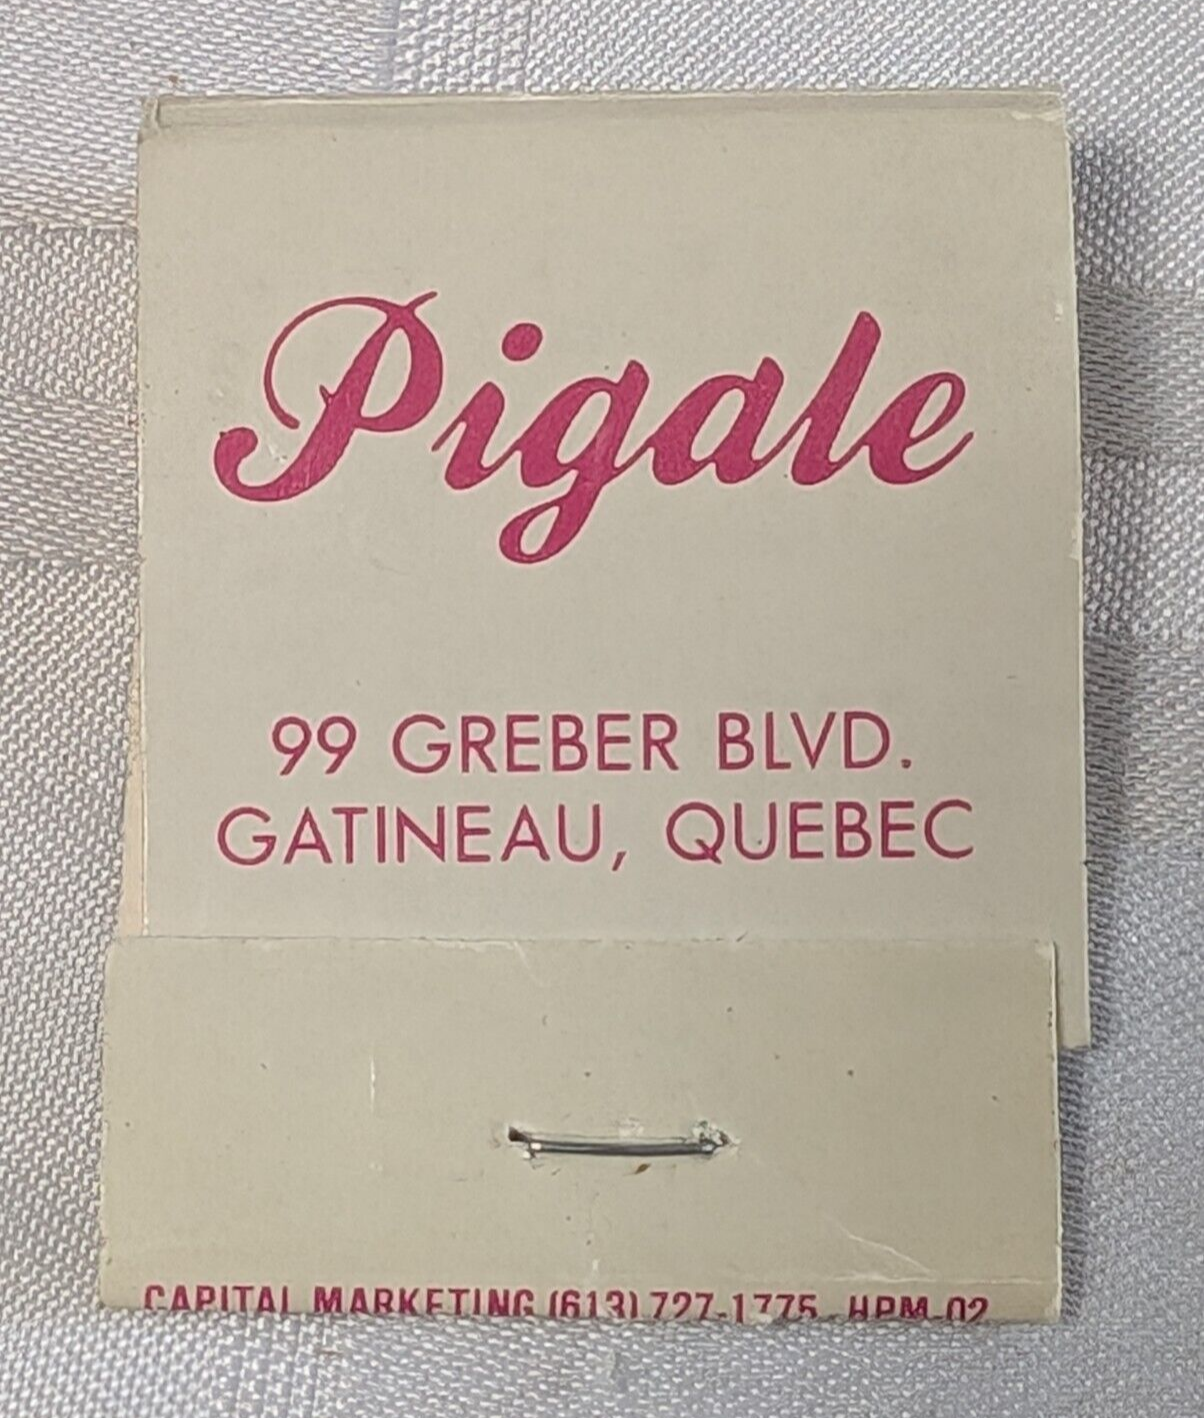 Pigale
99 GREBER BLVD.
GATINEAU, QUEBEC
CAPITAL MARKETING (613) 727-1775 HPM-02